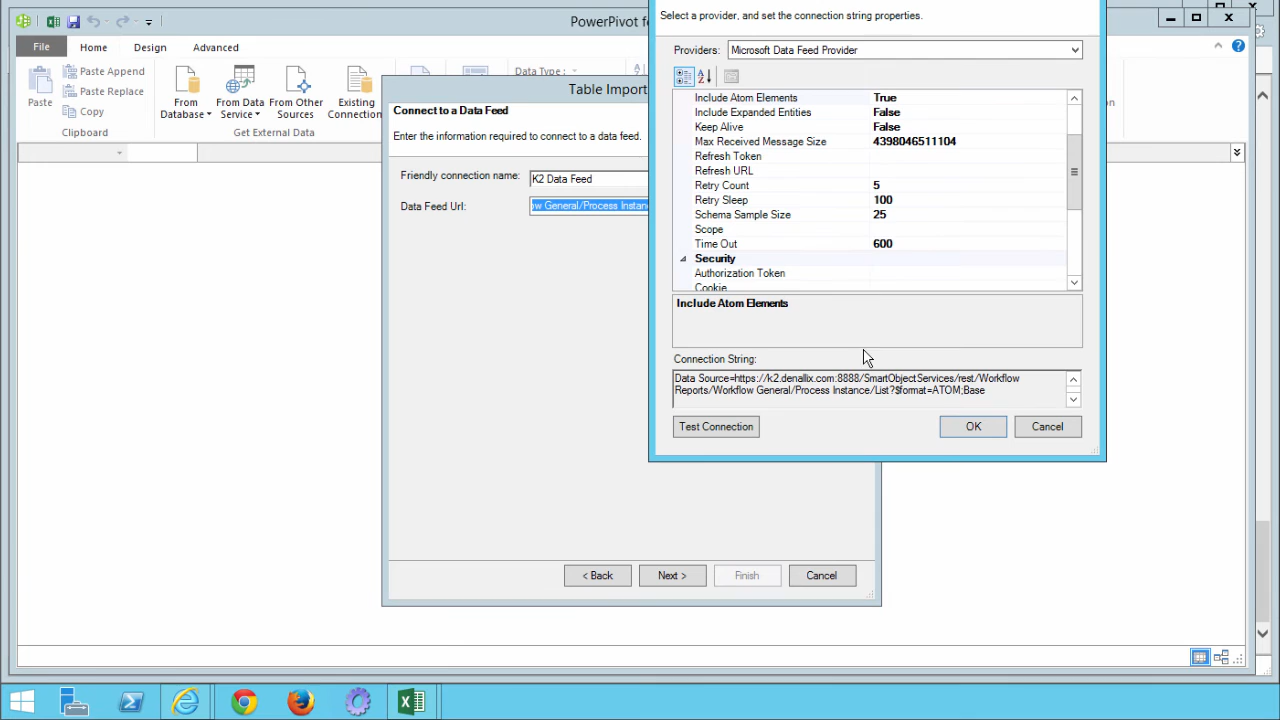 PowerPivot fo
File
Home
Design
Advanced
Paste
Paste Append
Paste Replace
Copy
Clipboard
From Database
From Data Service
From Other Sources
Existing Connection
Get External Data
Data Type :
Table Import
Connect to a Data Feed
Enter the information required to connect to a data feed.
Friendly connection name:
K2 Data Feed
Data Feed Url:
ow General/Process Instanc
< Back
Next >
Finish
Cancel
Select a provider, and set the connection string properties.
Providers:
Microsoft Data Feed Provider
Include Atom Elements True
Include Expanded Entities False
Keep Alive False
Max Received Message Size 4398046511104
Refresh Token
Refresh URL
Retry Count 5
Retry Sleep 100
Schema Sample Size 25
Scope
Time Out 600
Security
Authorization Token
Cookie
Include Atom Elements
Connection String:
Data Source=https://k2.denallix.com:8888/SmartObjectServices/rest/Workflow
Reports/Workflow General/Process Instance/List?$format=ATOM;Base
Test Connection
OK
Cancel